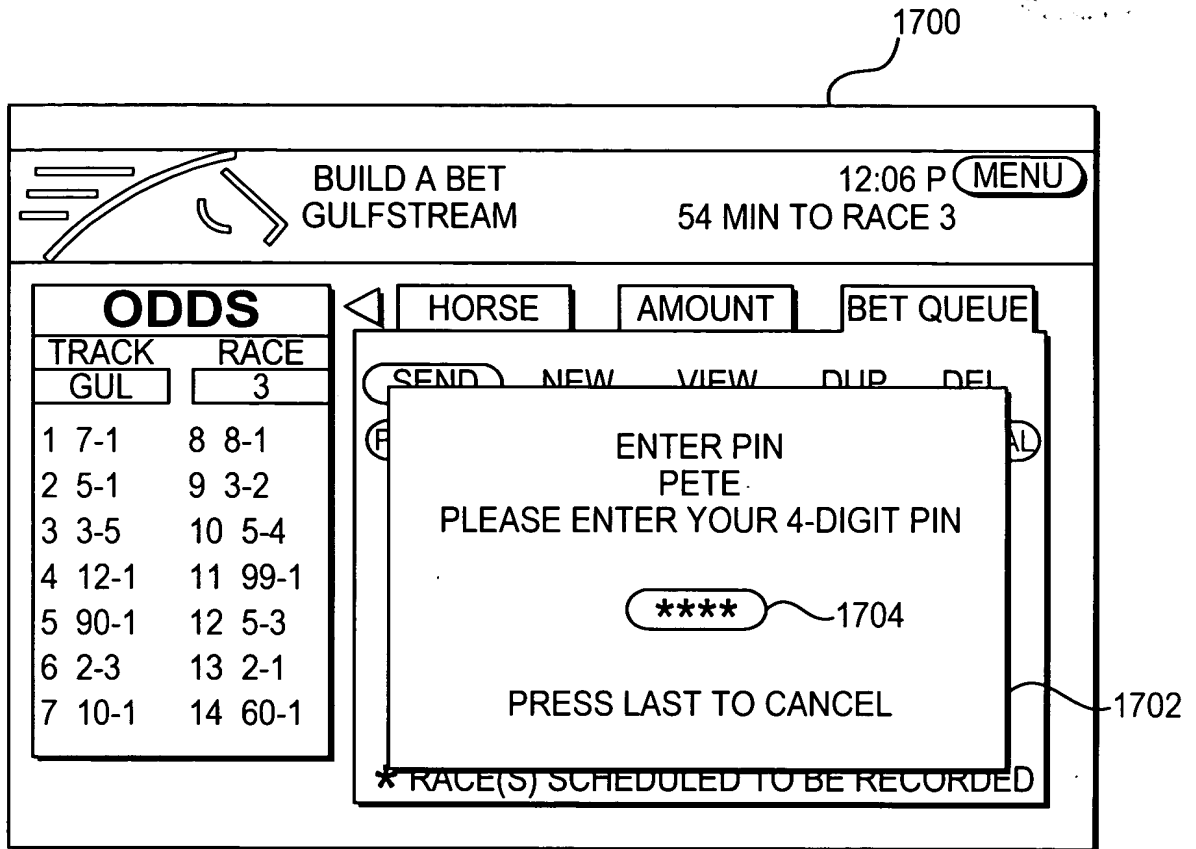 1700
BUILD A BET
GULFSTREAM
12:06 P MENU
54 MIN TO RACE 3
ODDS
TRACK RACE
GUL 3
1 7-1 8 8-1
2 5-1 9 3-2
3 3-5 10 5-4
4 12-1 11 99-1
5 90-1 12 5-3
6 2-3 13 2-1
7 10-1 14 60-1
HORSE AMOUNT BET QUEUE
SEND NEW VIEW DUP DEL
ENTER PIN
PETE
PLEASE ENTER YOUR 4-DIGIT PIN
**** 1704
PRESS LAST TO CANCEL
1702
* RACE(S) SCHEDULED TO BE RECORDED